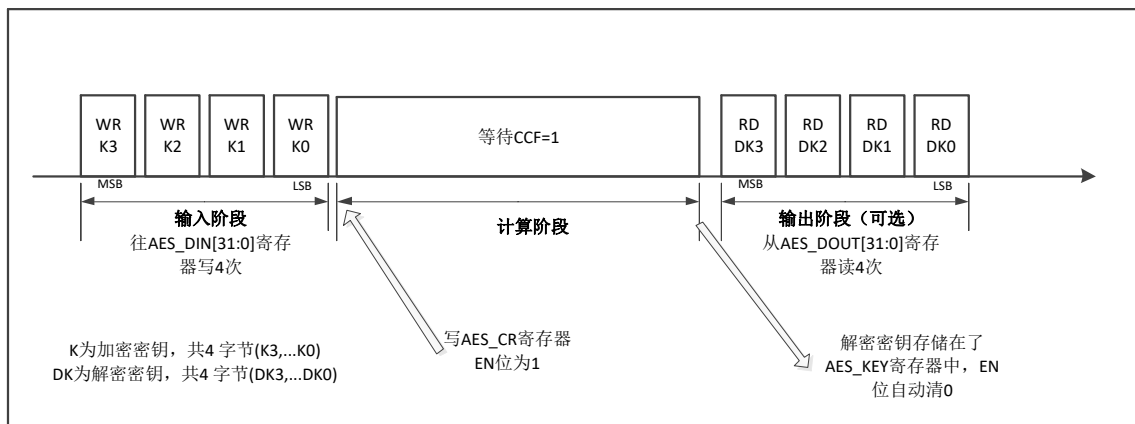 WR
K3
WR
K2
WR
K1
WR
K0
等待CCF=1
RD
DK3
RD
DK2
RD
DK1
RD
DK0
MSB
LSB
MSB
LSB
输入阶段
往AES_DIN[31:0]寄存
器写4次
计算阶段
输出阶段（可选）
从AES_DOUT[31:0]寄存
器读4次
写AES_CR寄存器
EN位为1
K为加密密钥，共4 字节(K3,...K0)
DK为解密密钥，共4 字节(DK3,...DK0)
解密密钥存储在了
AES_KEY寄存器中，EN
位自动清0